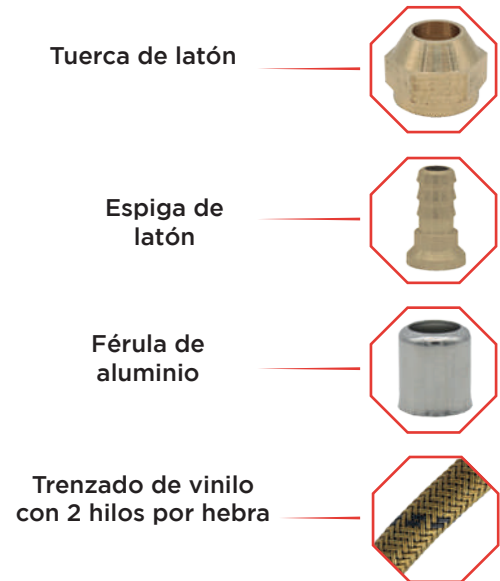 Tuerca de latón
Espiga de
latón
Férula de
aluminio
Trenzado de vinilo
con 2 hilos por hebra